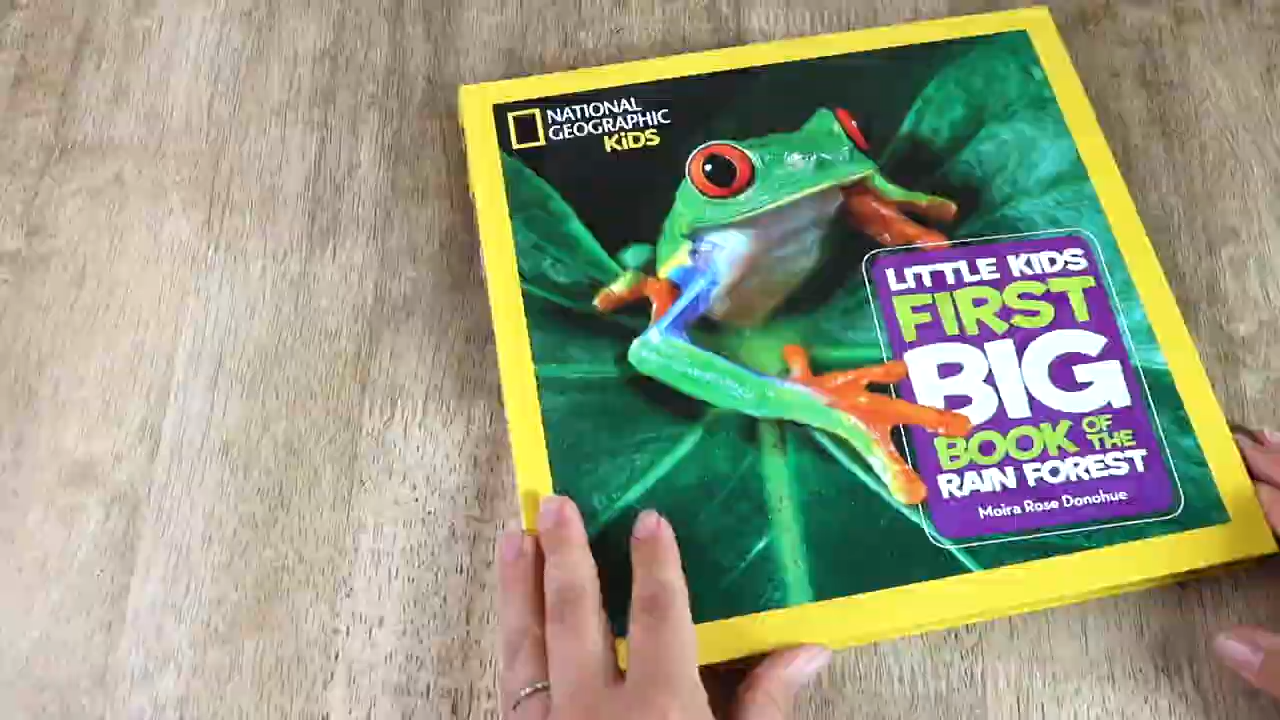 NATIONAL
GEOGRAPHIC
KiDS
LITTLE KIDS
FIRST
BIG
BOOK OF THE
RAIN FOREST
Moira Rose Donohue